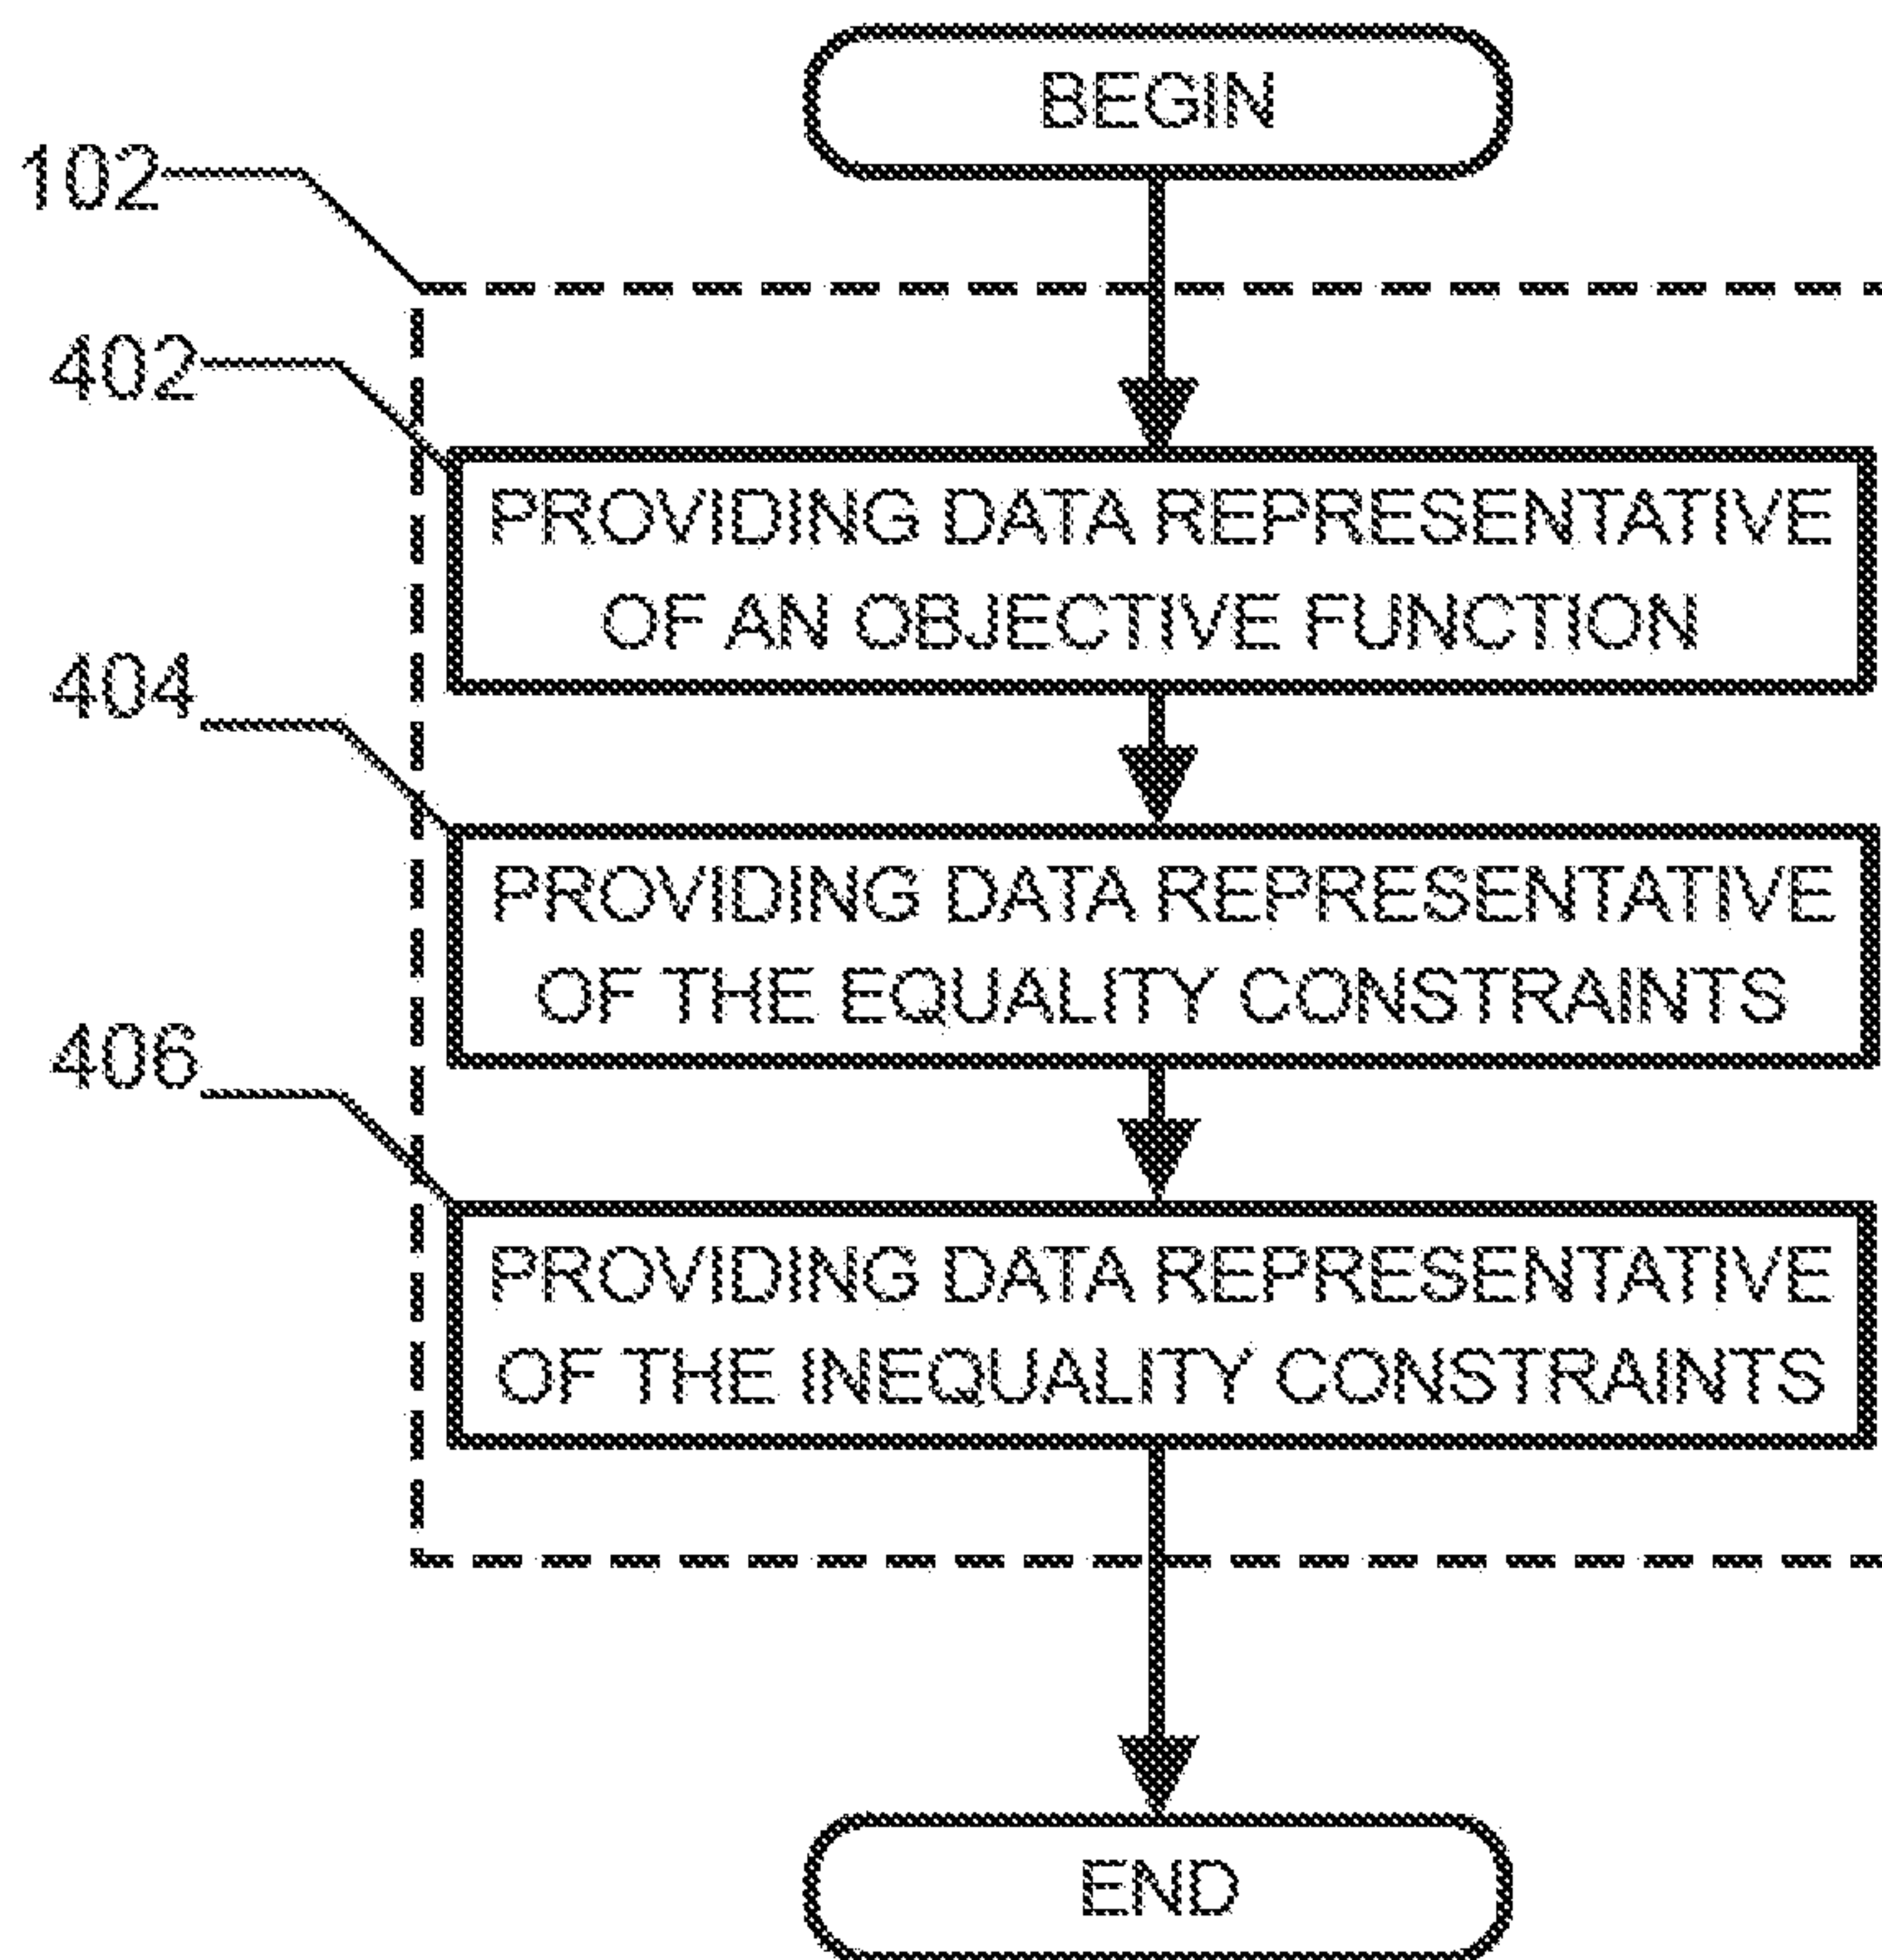 BEGIN
102
402
PROVIDING DATA REPRESENTATIVE
OF AN OBJECTIVE FUNCTION
404
PROVIDING DATA REPRESENTATIVE
OF THE EQUALITY CONSTRAINTS
406
PROVIDING DATA REPRESENTATIVE
OF THE INEQUALITY CONSTRAINTS
END